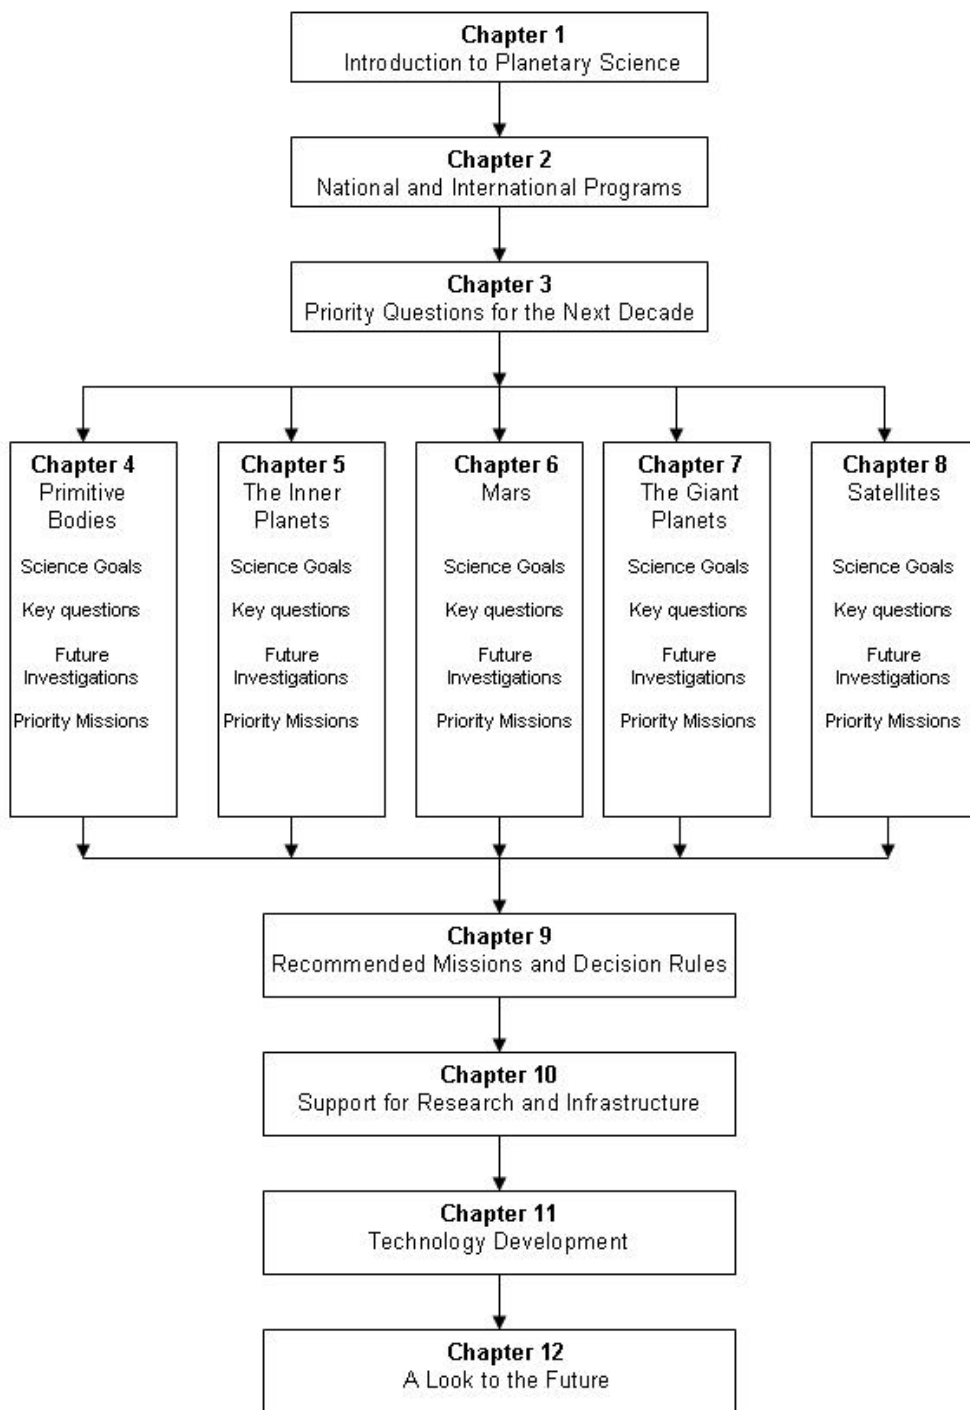 Chapter 1
Introduction to Planetary Science
Chapter 2
National and International Programs
Chapter 3
Priority Questions for the Next Decade
Chapter 4
Primitive
Bodies
Science Goals
Key questions
Future
Investigations
Priority Missions
Chapter 5
The Inner
Planets
Science Goals
Key questions
Future
Investigations
Priority Missions
Chapter 6
Mars
Science Goals
Key questions
Future
Investigations
Priority Missions
Chapter 7
The Giant
Planets
Science Goals
Key questions
Future
Investigations
Priority Missions
Chapter 8
Satellites
Science Goals
Key questions
Future
Investigations
Priority Missions
Chapter 9
Recommended Missions and Decision Rules
Chapter 10
Support for Research and Infrastructure
Chapter 11
Technology Development
Chapter 12
A Look to the Future